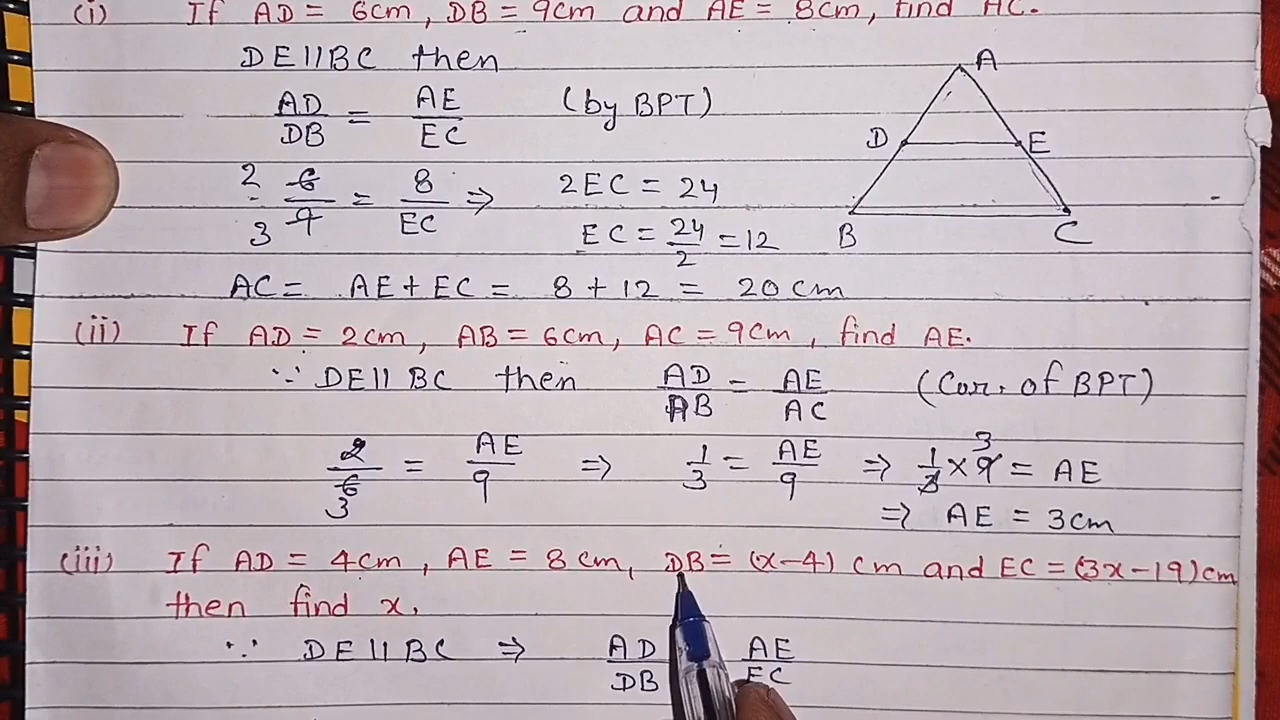 (i) If AD = 6cm, DB = 9cm and AE = 8cm, find AC.
DE||BC then
AD/DB = AE/EC (by BPT)
A
D E
B C
2/3 6/9 = 8/EC ⇒ 2EC = 24
EC = 24/2 = 12
AC = AE + EC = 8 + 12 = 20 cm
(ii) If AD = 2cm, AB = 6cm, AC = 9cm, find AE.
∵ DE||BC then AD/AB = AE/AC (Cor. of BPT)
2/6 3 = AE/9 ⇒ 1/3 = AE/9 ⇒ 1/3 × 9 3 = AE
⇒ AE = 3cm
(iii) If AD = 4cm, AE = 8cm, DB = (x-4) cm and EC = (3x-19)cm
then find x.
∵ DE||BC ⇒ AD/DB AE/EC